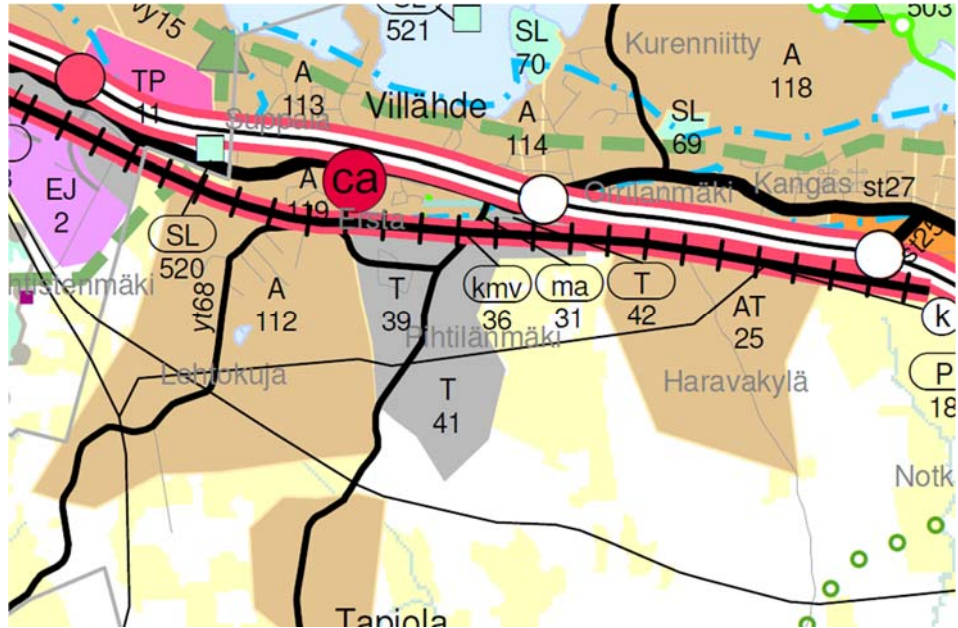 521
503
vy15
SL
70
Kurenniitty
A
118
TP
11
A
113
Villähde
A
114
SL
69
Suppala
EJ
2
ca
A
119
Ersta
Orrilanmäki
Kangas
st27
SL
520
yt68
A
112
T
39
kmv
36
ma
31
T
42
AT
25
k
Pihtilänmäki
Lehtokuja
T
41
Haravakylä
P
18
Notk
Tapiola